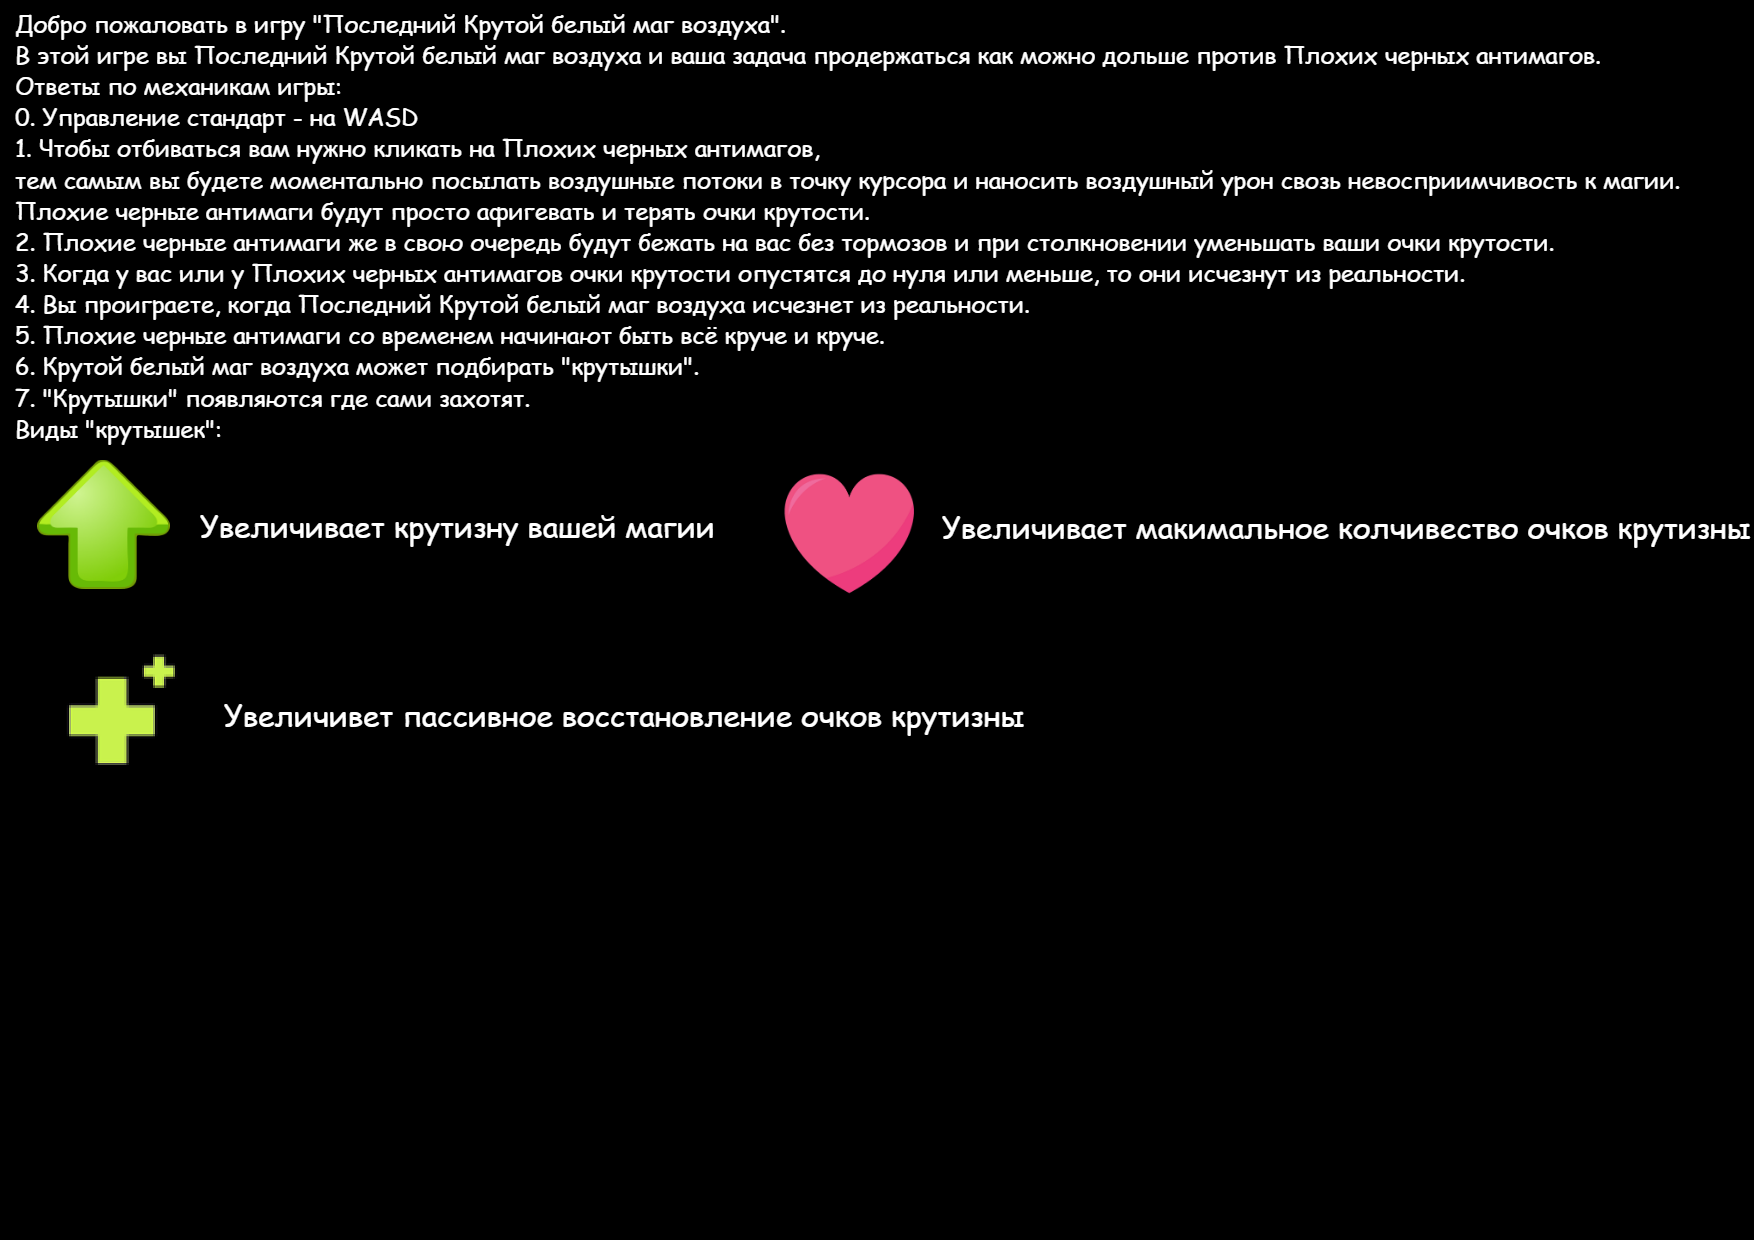 Добро пожаловать в игру "Последний Крутой белый маг воздуха".
В этой игре вы Последний Крутой белый маг воздуха и ваша задача продержаться как можно дольше против Плохих черных антимагов.
Ответы по механикам игры:
0. Управление стандарт - на WASD
1. Чтобы отбиваться вам нужно кликать на Плохих черных антимагов,
тем самым вы будете моментально посылать воздушные потоки в точку курсора и наносить воздушный урон свозь невосприимчивость к магии.
Плохие черные антимаги будут просто афигевать и терять очки крутости.
2. Плохие черные антимаги же в свою очередь будут бежать на вас без тормозов и при столкновении уменьшать ваши очки крутости.
3. Когда у вас или у Плохих черных антимагов очки крутости опустятся до нуля или меньше, то они исчезнут из реальности.
4. Вы проиграете, когда Последний Крутой белый маг воздуха исчезнет из реальности.
5. Плохие черные антимаги со временем начинают быть всё круче и круче.
6. Крутой белый маг воздуха может подбирать "крутышки".
7. "Крутышки" появляются где сами захотят.
Виды "крутышек":
Увеличивает крутизну вашей магии
Увеличивает макимальное колчивество очков крутизны
Увеличивет пассивное восстановление очков крутизны